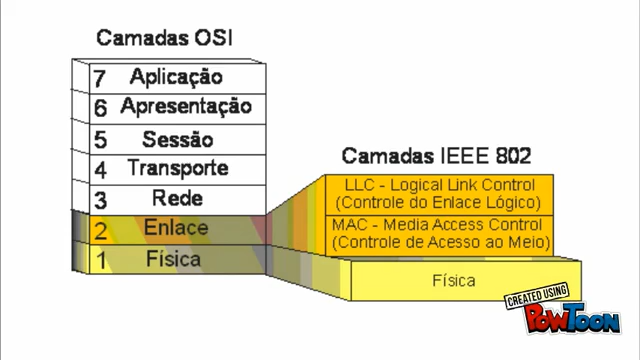 Camadas OSI
7 Aplicação
6 Apresentação
5 Sessão
4 Transporte
3 Rede
2 Enlace
1 Física
Camadas IEEE 802
LLC - Logical Link Control
(Controle do Enlace Lógico)
MAC - Media Access Control
(Controle de Acesso ao Meio)
Física
CREATED USING
POWTOON